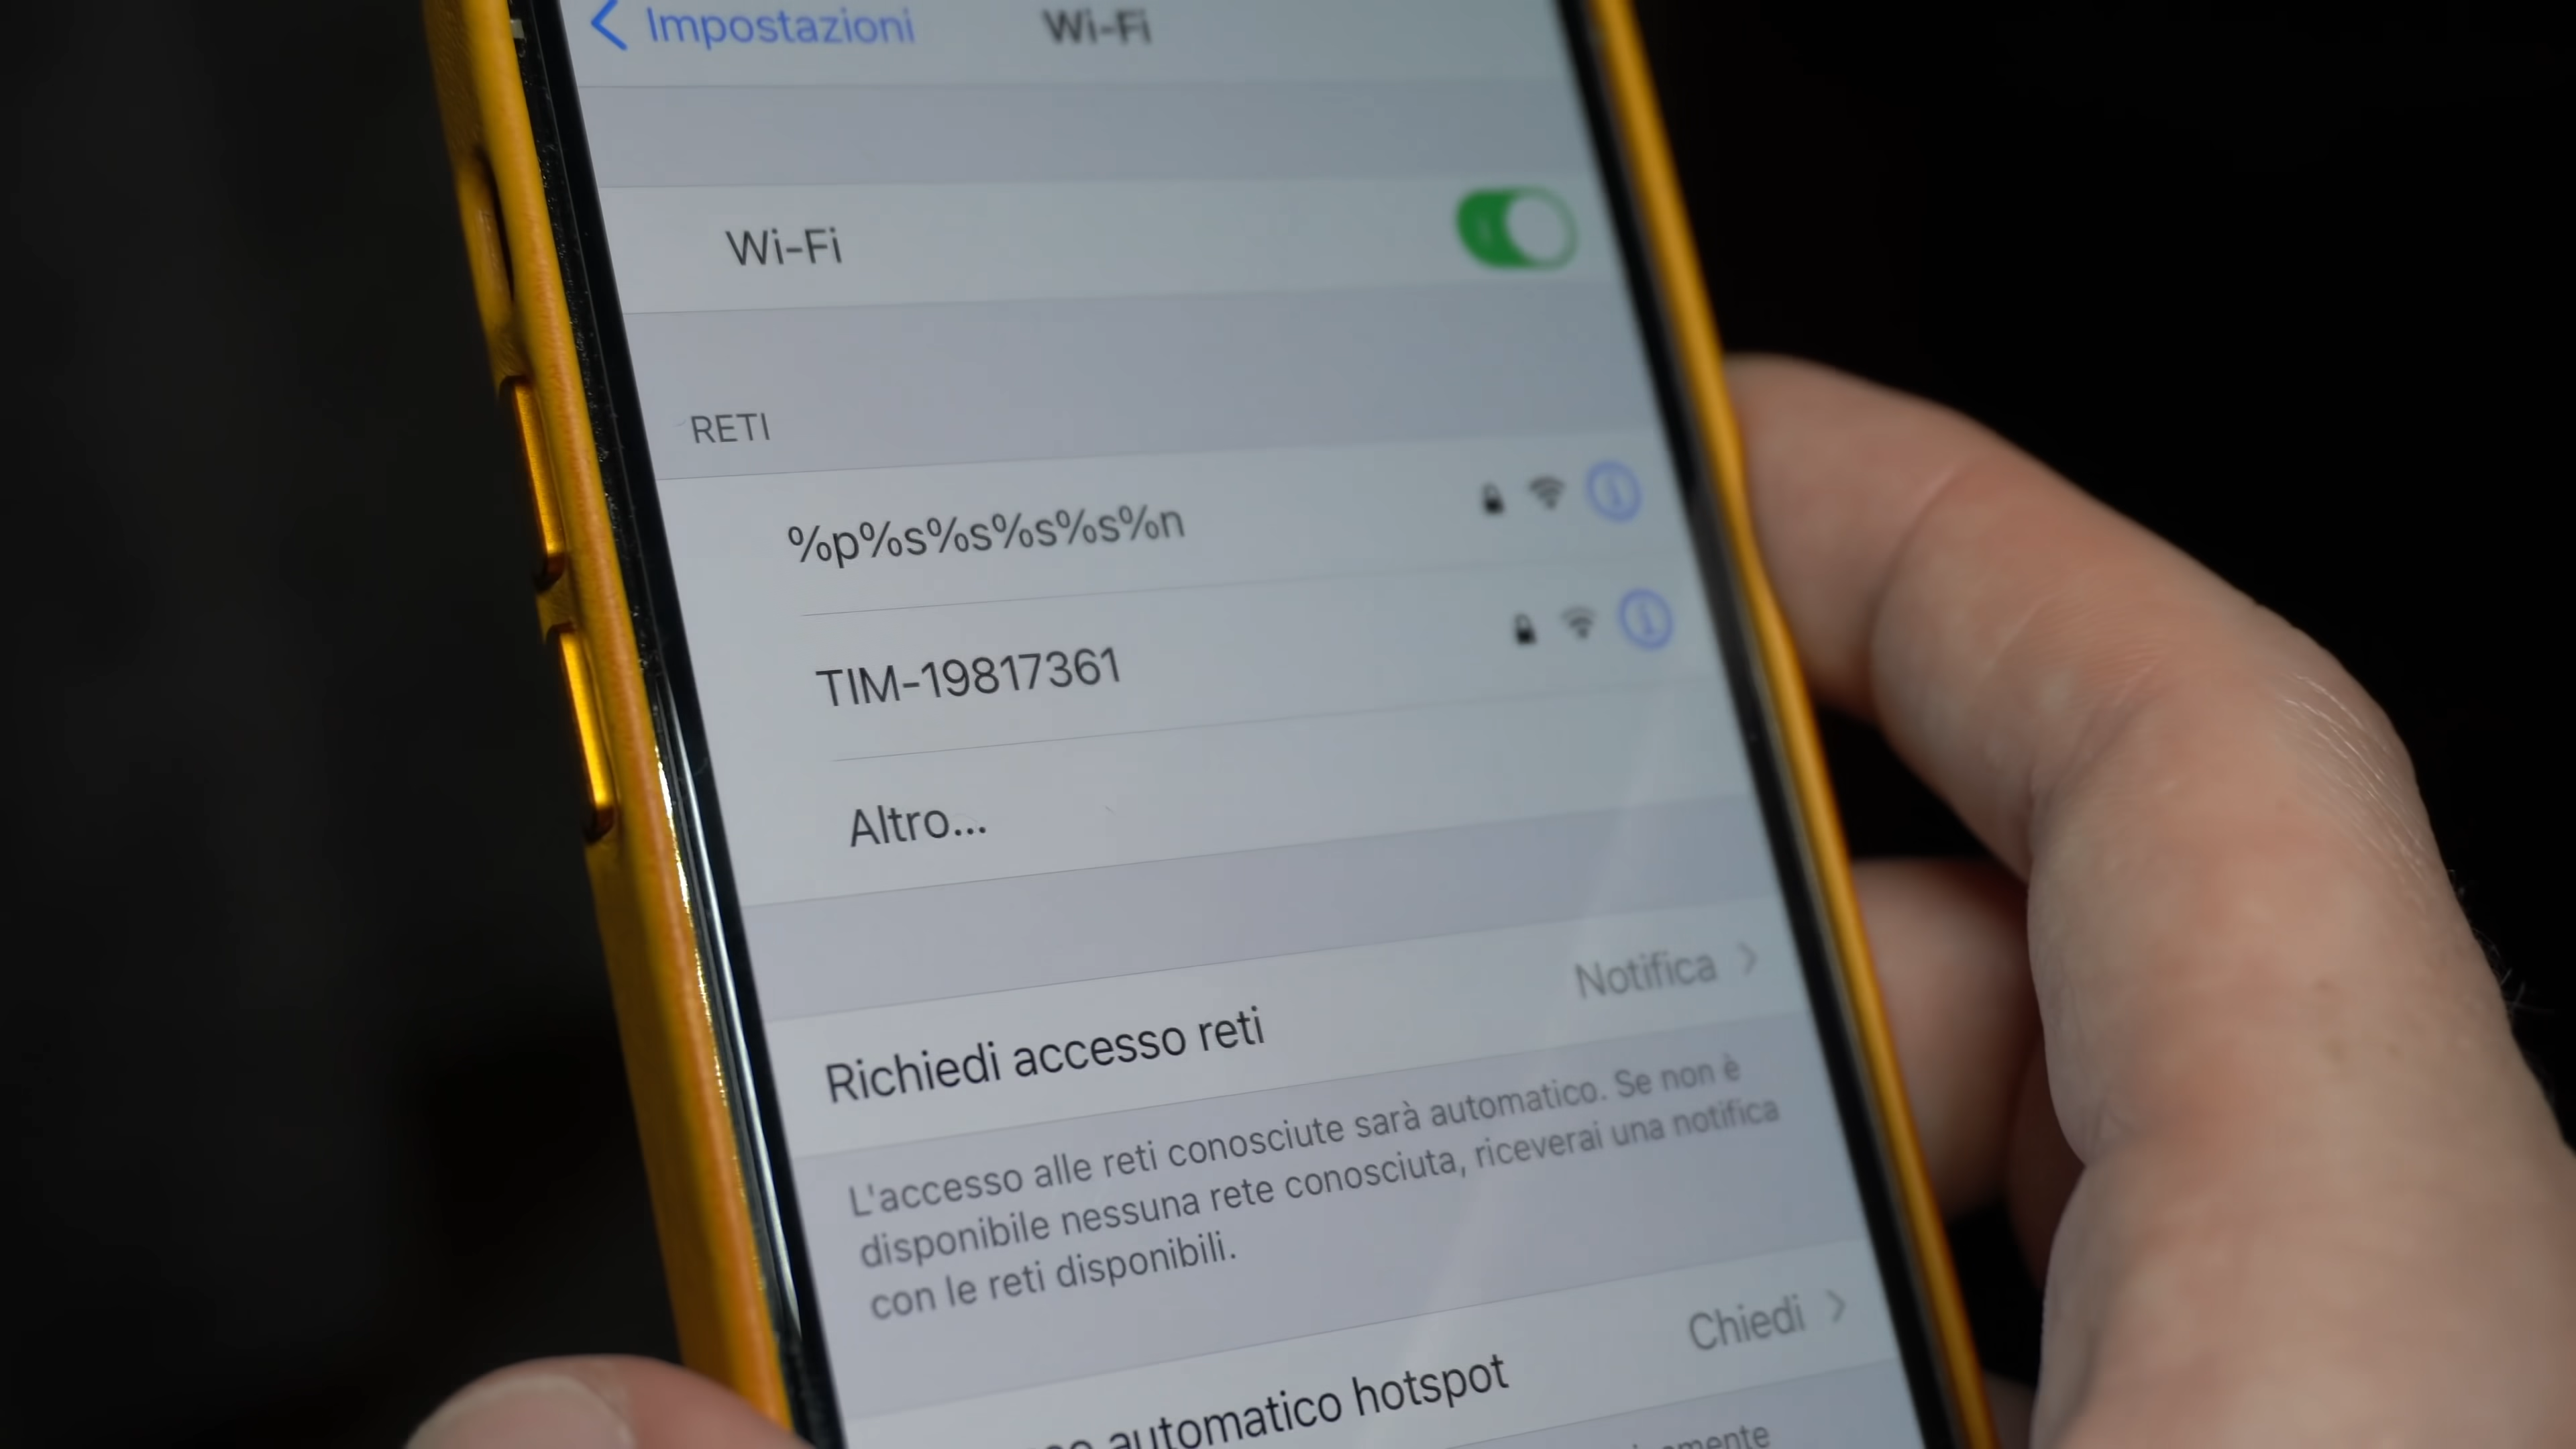 Impostazioni
Wi-Fi
Wi-Fi
RETI
%p%s%s%s%s%n
TIM-19817361
Altro...
Richiedi accesso reti
Notifica
L'accesso alle reti conosciute sarà automatico. Se non è
disponibile nessuna rete conosciuta, riceverai una notifica
con le reti disponibili.
automatico hotspot
Chiedi